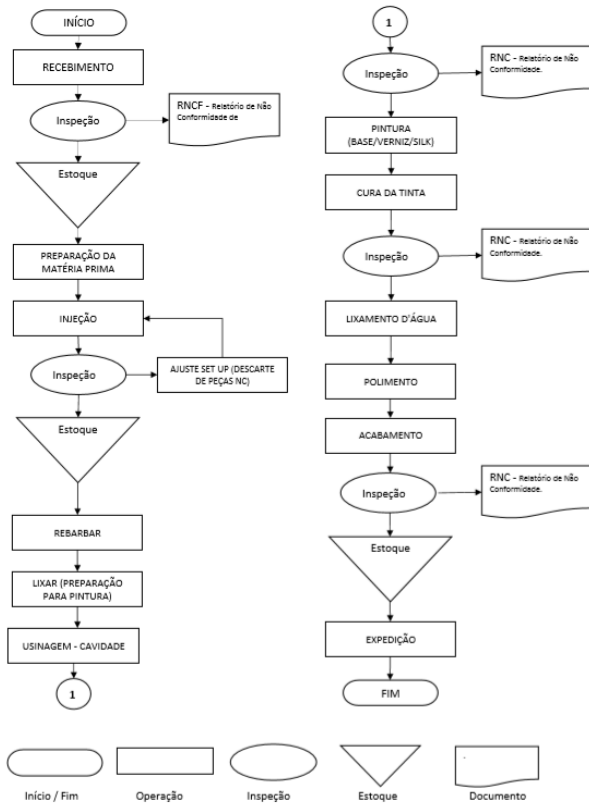 INÍCIO
RECEBIMENTO
Inspeção
RNCF - Relatório de Não
Conformidade de
Estoque
PREPARAÇÃO DA
MATÉRIA PRIMA
INJEÇÃO
Inspeção
AJUSTE SET UP (DESCARTE
DE PEÇAS NC)
Estoque
REBARBAR
LIXAR (PREPARAÇÃO
PARA PINTURA)
USINAGEM - CAVIDADE
1
1
Inspeção
RNC - Relatório de Não
Conformidade.
PINTURA
(BASE/VERNIZ/SILK)
CURA DA TINTA
Inspeção
RNC - Relatório de Não
Conformidade.
LIXAMENTO D'ÁGUA
POLIMENTO
ACABAMENTO
Inspeção
RNC - Relatório de Não
Conformidade.
Estoque
EXPEDIÇÃO
FIM
Início / Fim
Operação
Inspeção
Estoque
Documento